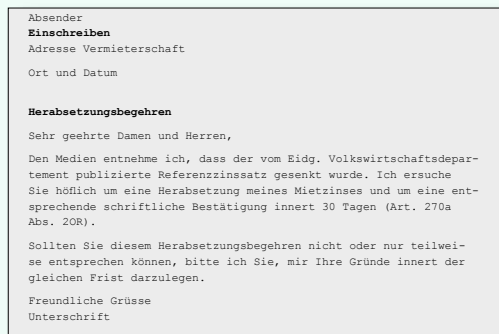 Absender
Einschreiben
Adresse Vermieterschaft
Ort und Datum
Herabsetzungsbegehren
Sehr geehrte Damen und Herren,
Den Medien entnehme ich, dass der vom Eidg. Volkswirtschaftsdepar-
tement publizierte Referenzzinssatz gesenkt wurde. Ich ersuche
Sie höflich um eine Herabsetzung meines Mietzinses und um eine ent-
sprechende schriftliche Bestätigung innert 30 Tagen (Art. 270a
Abs. 2OR).
Sollten Sie diesem Herabsetzungsbegehren nicht oder nur teilwei-
se entsprechen können, bitte ich Sie, mir Ihre Gründe innert der
gleichen Frist darzulegen.
Freundliche Grüsse
Unterschrift